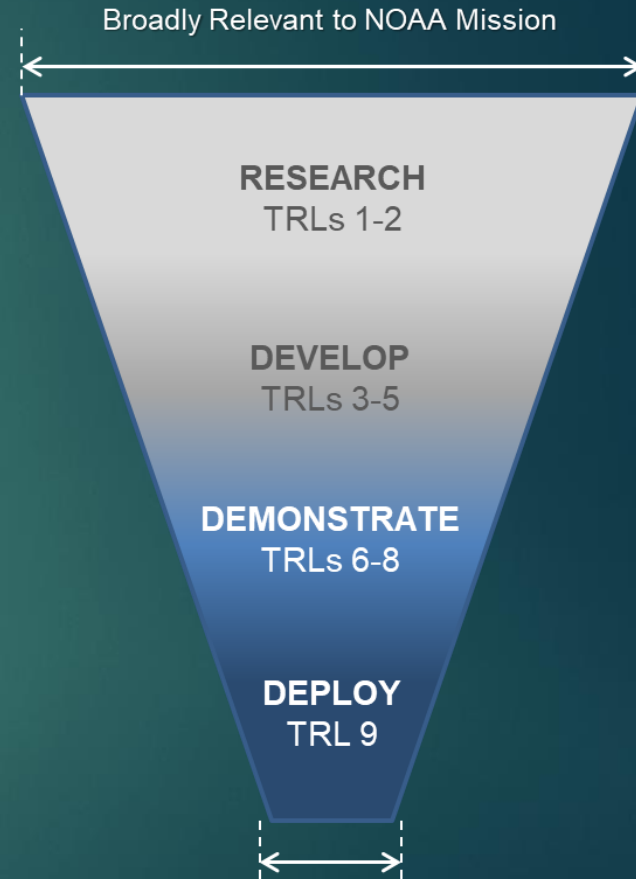 Broadly Relevant to NOAA Mission
RESEARCH
TRLs 1-2
DEVELOP
TRLs 3-5
DEMONSTRATE
TRLs 6-8
DEPLOY
TRL 9